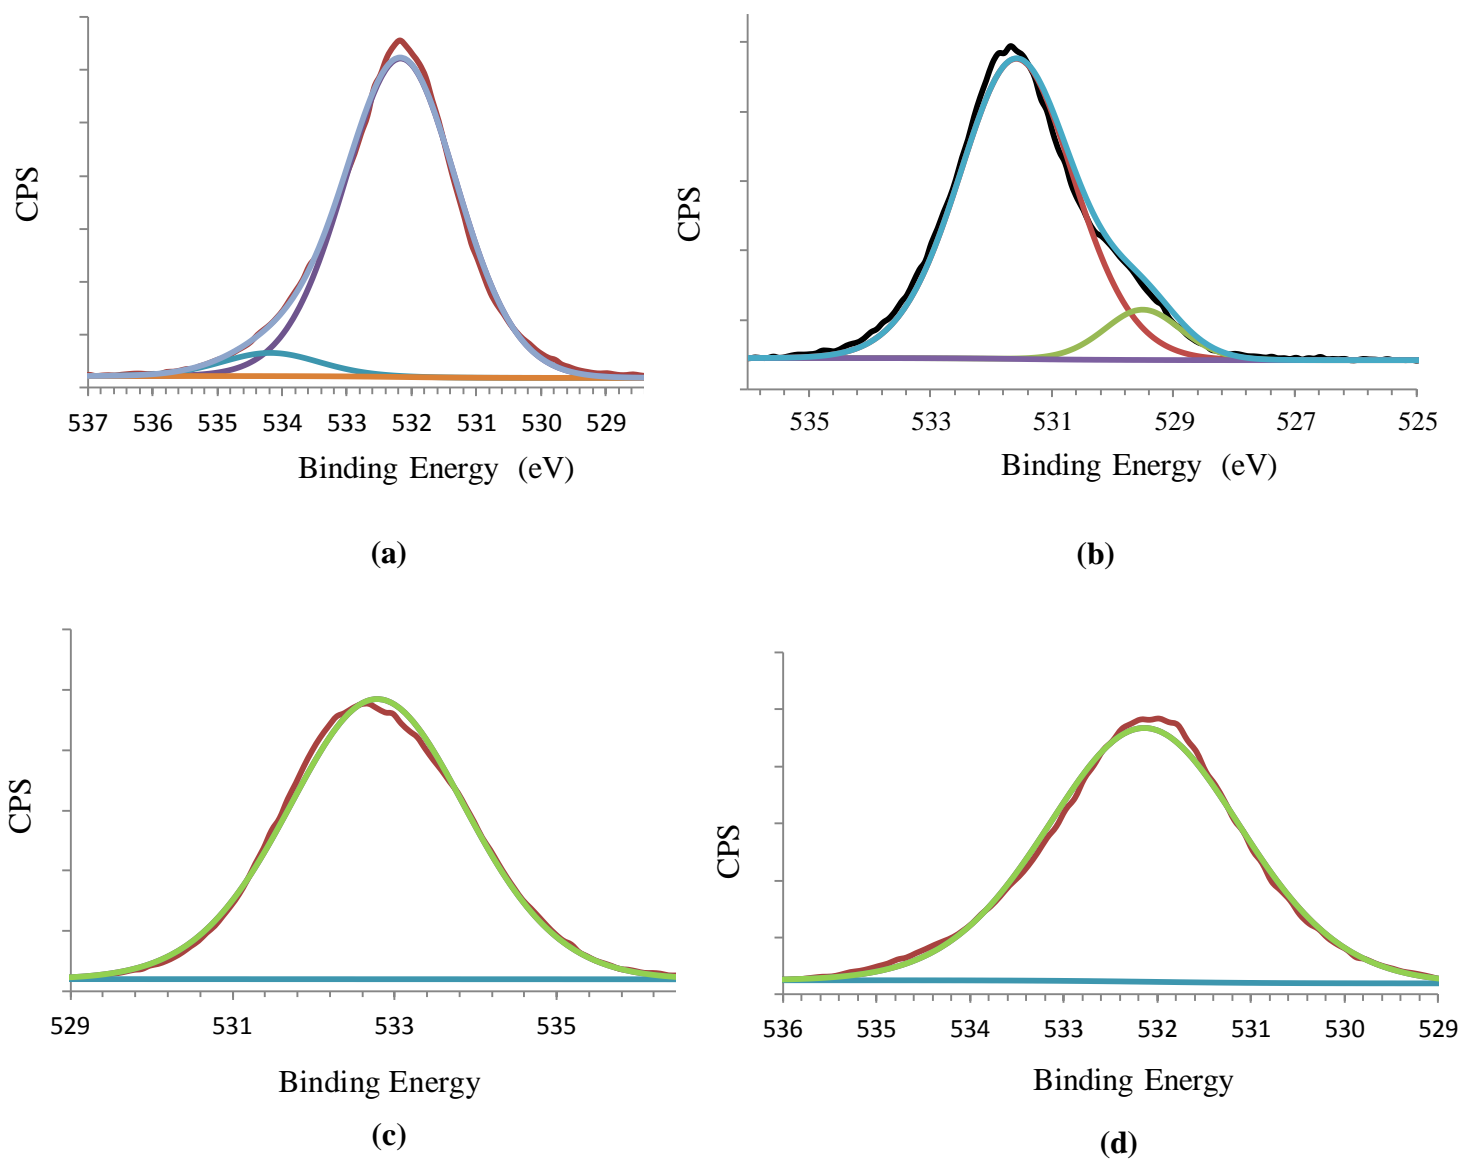 CPS
537 536 535 534 533 532 531 530 529
Binding Energy (eV)
(a)
CPS
535 533 531 529 527 525
Binding Energy (eV)
(b)
CPS
529 531 533 535
Binding Energy
(c)
CPS
536 535 534 533 532 531 530 529
Binding Energy
(d)